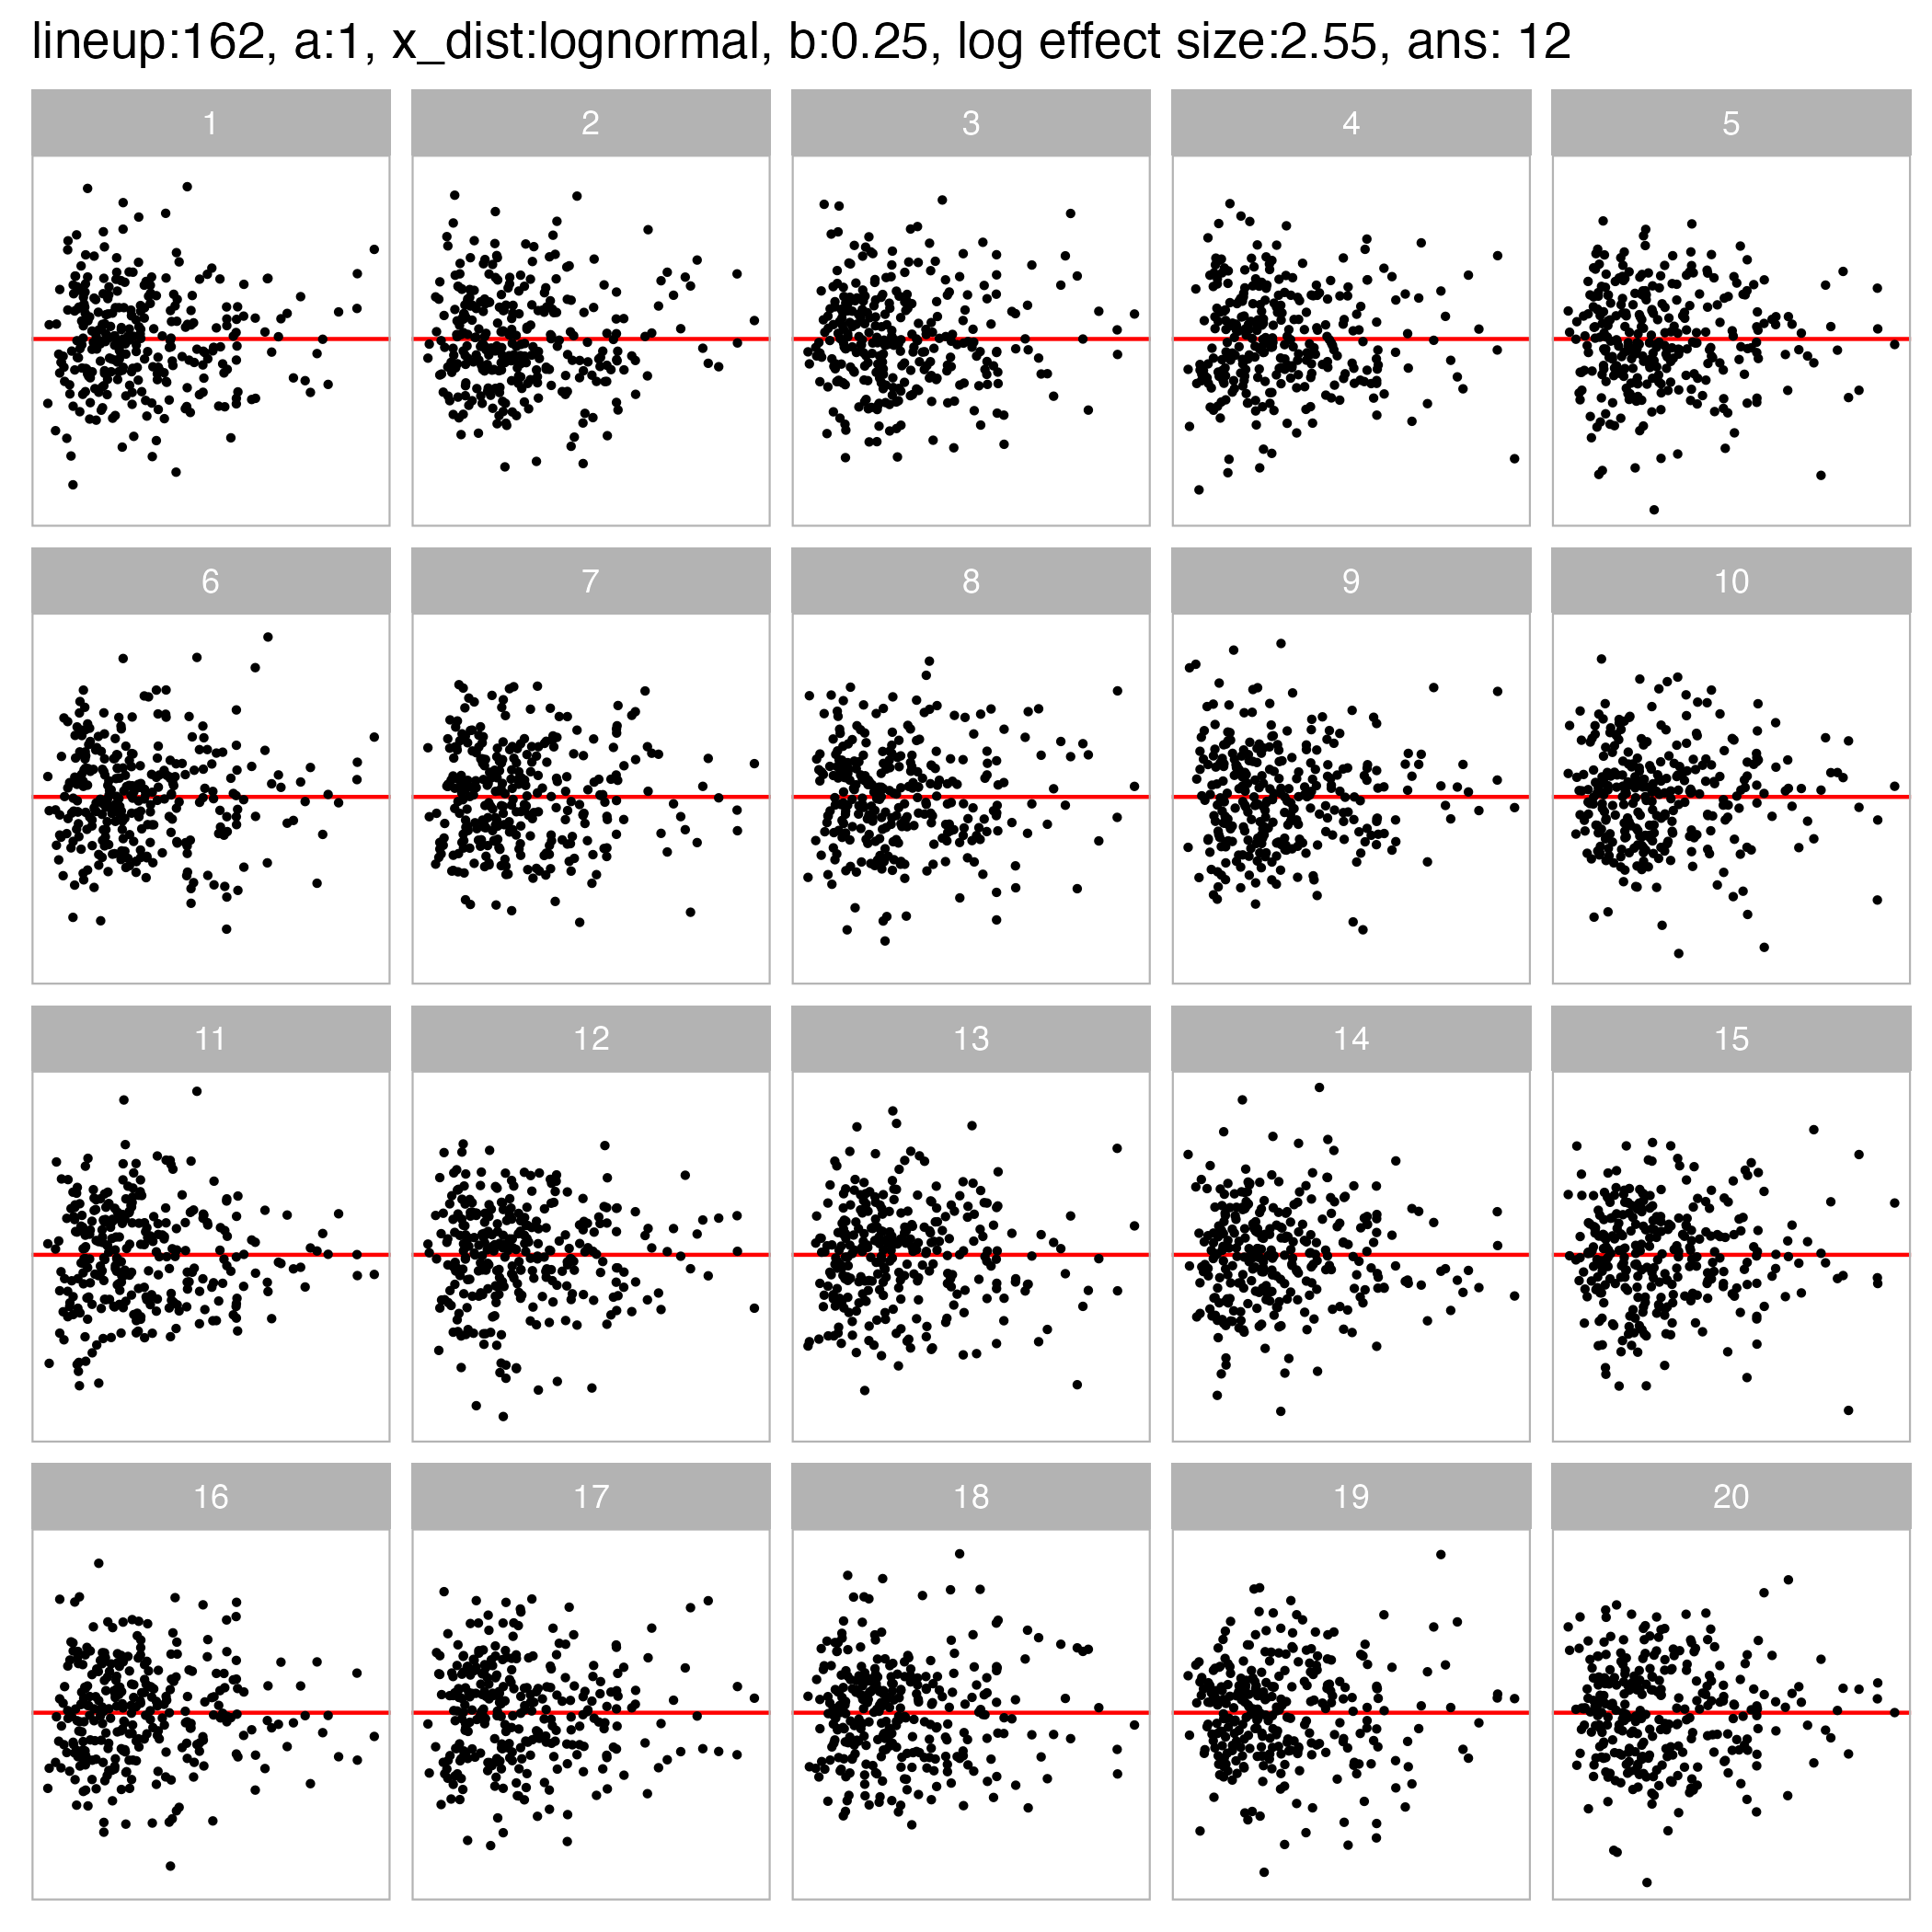 lineup:162, a:1, x_dist:lognormal, b:0.25, log effect size:2.55, ans: 12
1 2 3 4 5
6 7 8 9 10
11 12 13 14 15
16 17 18 19 20